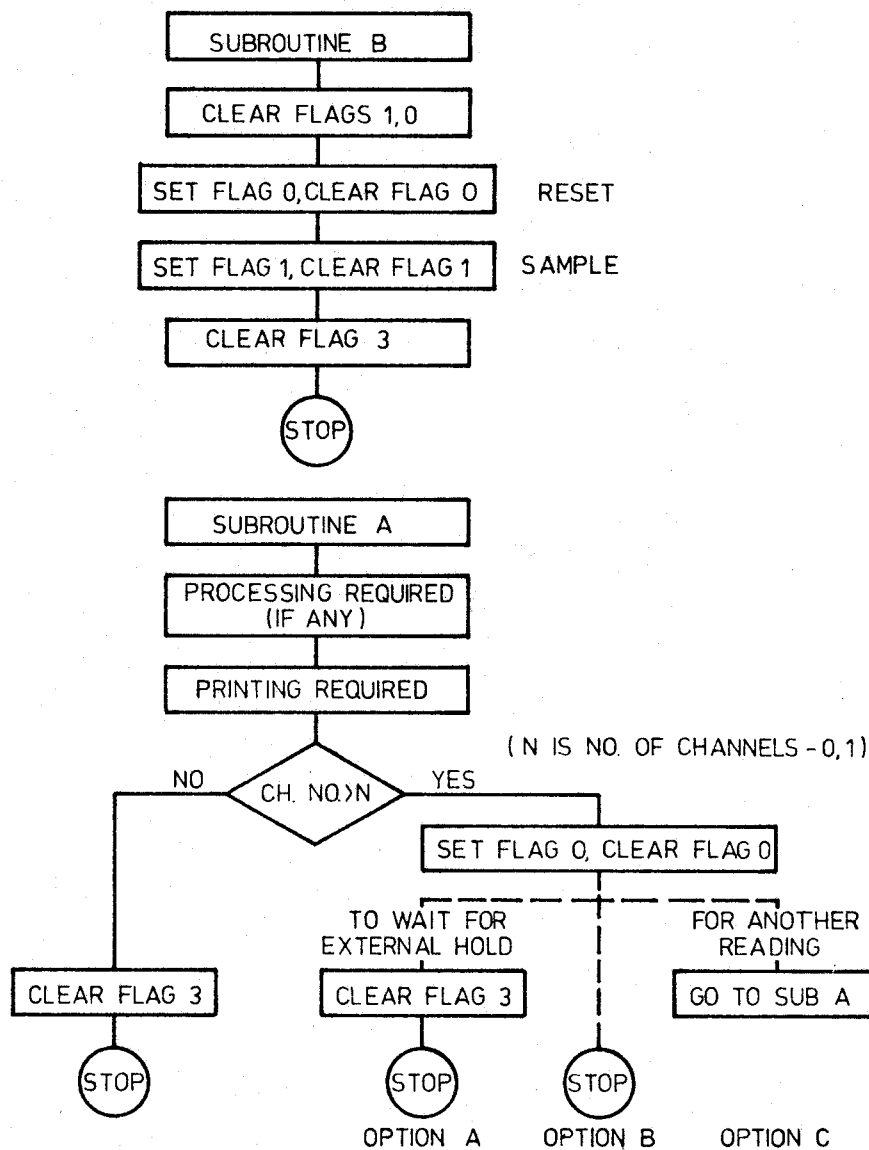 SUBROUTINE B
CLEAR FLAGS 1,0
SET FLAG 0,CLEAR FLAG 0
RESET
SET FLAG 1, CLEAR FLAG 1
SAMPLE
CLEAR FLAG 3
STOP
SUBROUTINE A
PROCESSING REQUIRED
(IF ANY)
PRINTING REQUIRED
(N IS NO. OF CHANNELS - 0,1)
NO
CH. NO.>N
YES
SET FLAG 0, CLEAR FLAG 0
TO WAIT FOR
EXTERNAL HOLD
FOR ANOTHER
READING
CLEAR FLAG 3
CLEAR FLAG 3
GO TO SUB A
STOP
STOP
STOP
OPTION A
OPTION B
OPTION C